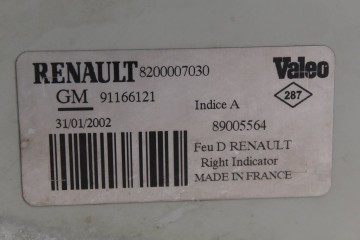 RENAULT 8200007030 Valeo
GM 91166121 Indice A 287
31/01/2002 89005564
Feu D RENAULT
Right Indicator
MADE IN FRANCE